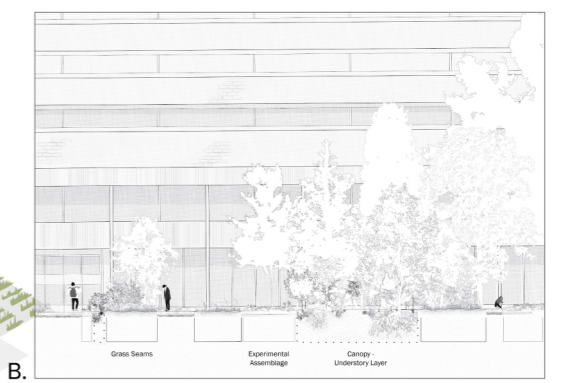 Grass Seams
Experimental
Assemblage
Canopy -
Understory Layer
B.